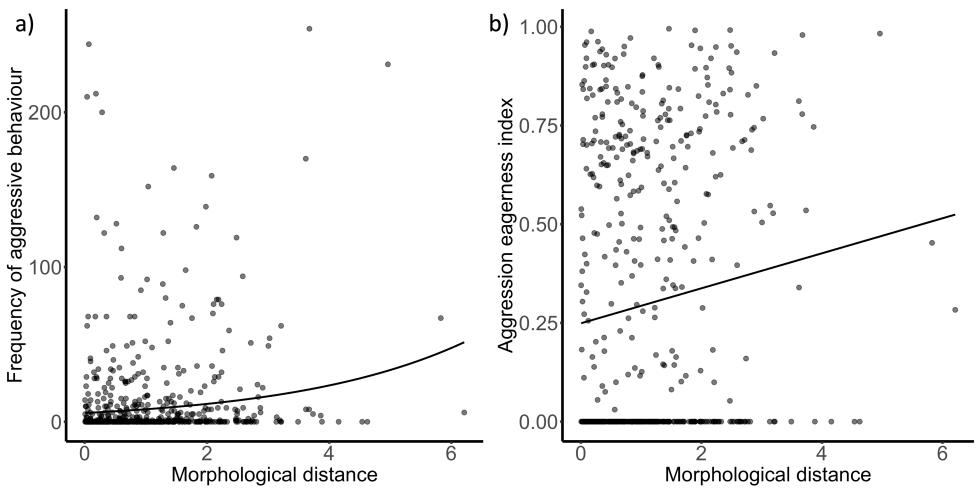 a)
Frequency of aggressive behaviour
200
100
0
0 2 4 6
Morphological distance
b)
Aggression eagerness index
1.00
0.75
0.50
0.25
0.00
0 2 4 6
Morphological distance